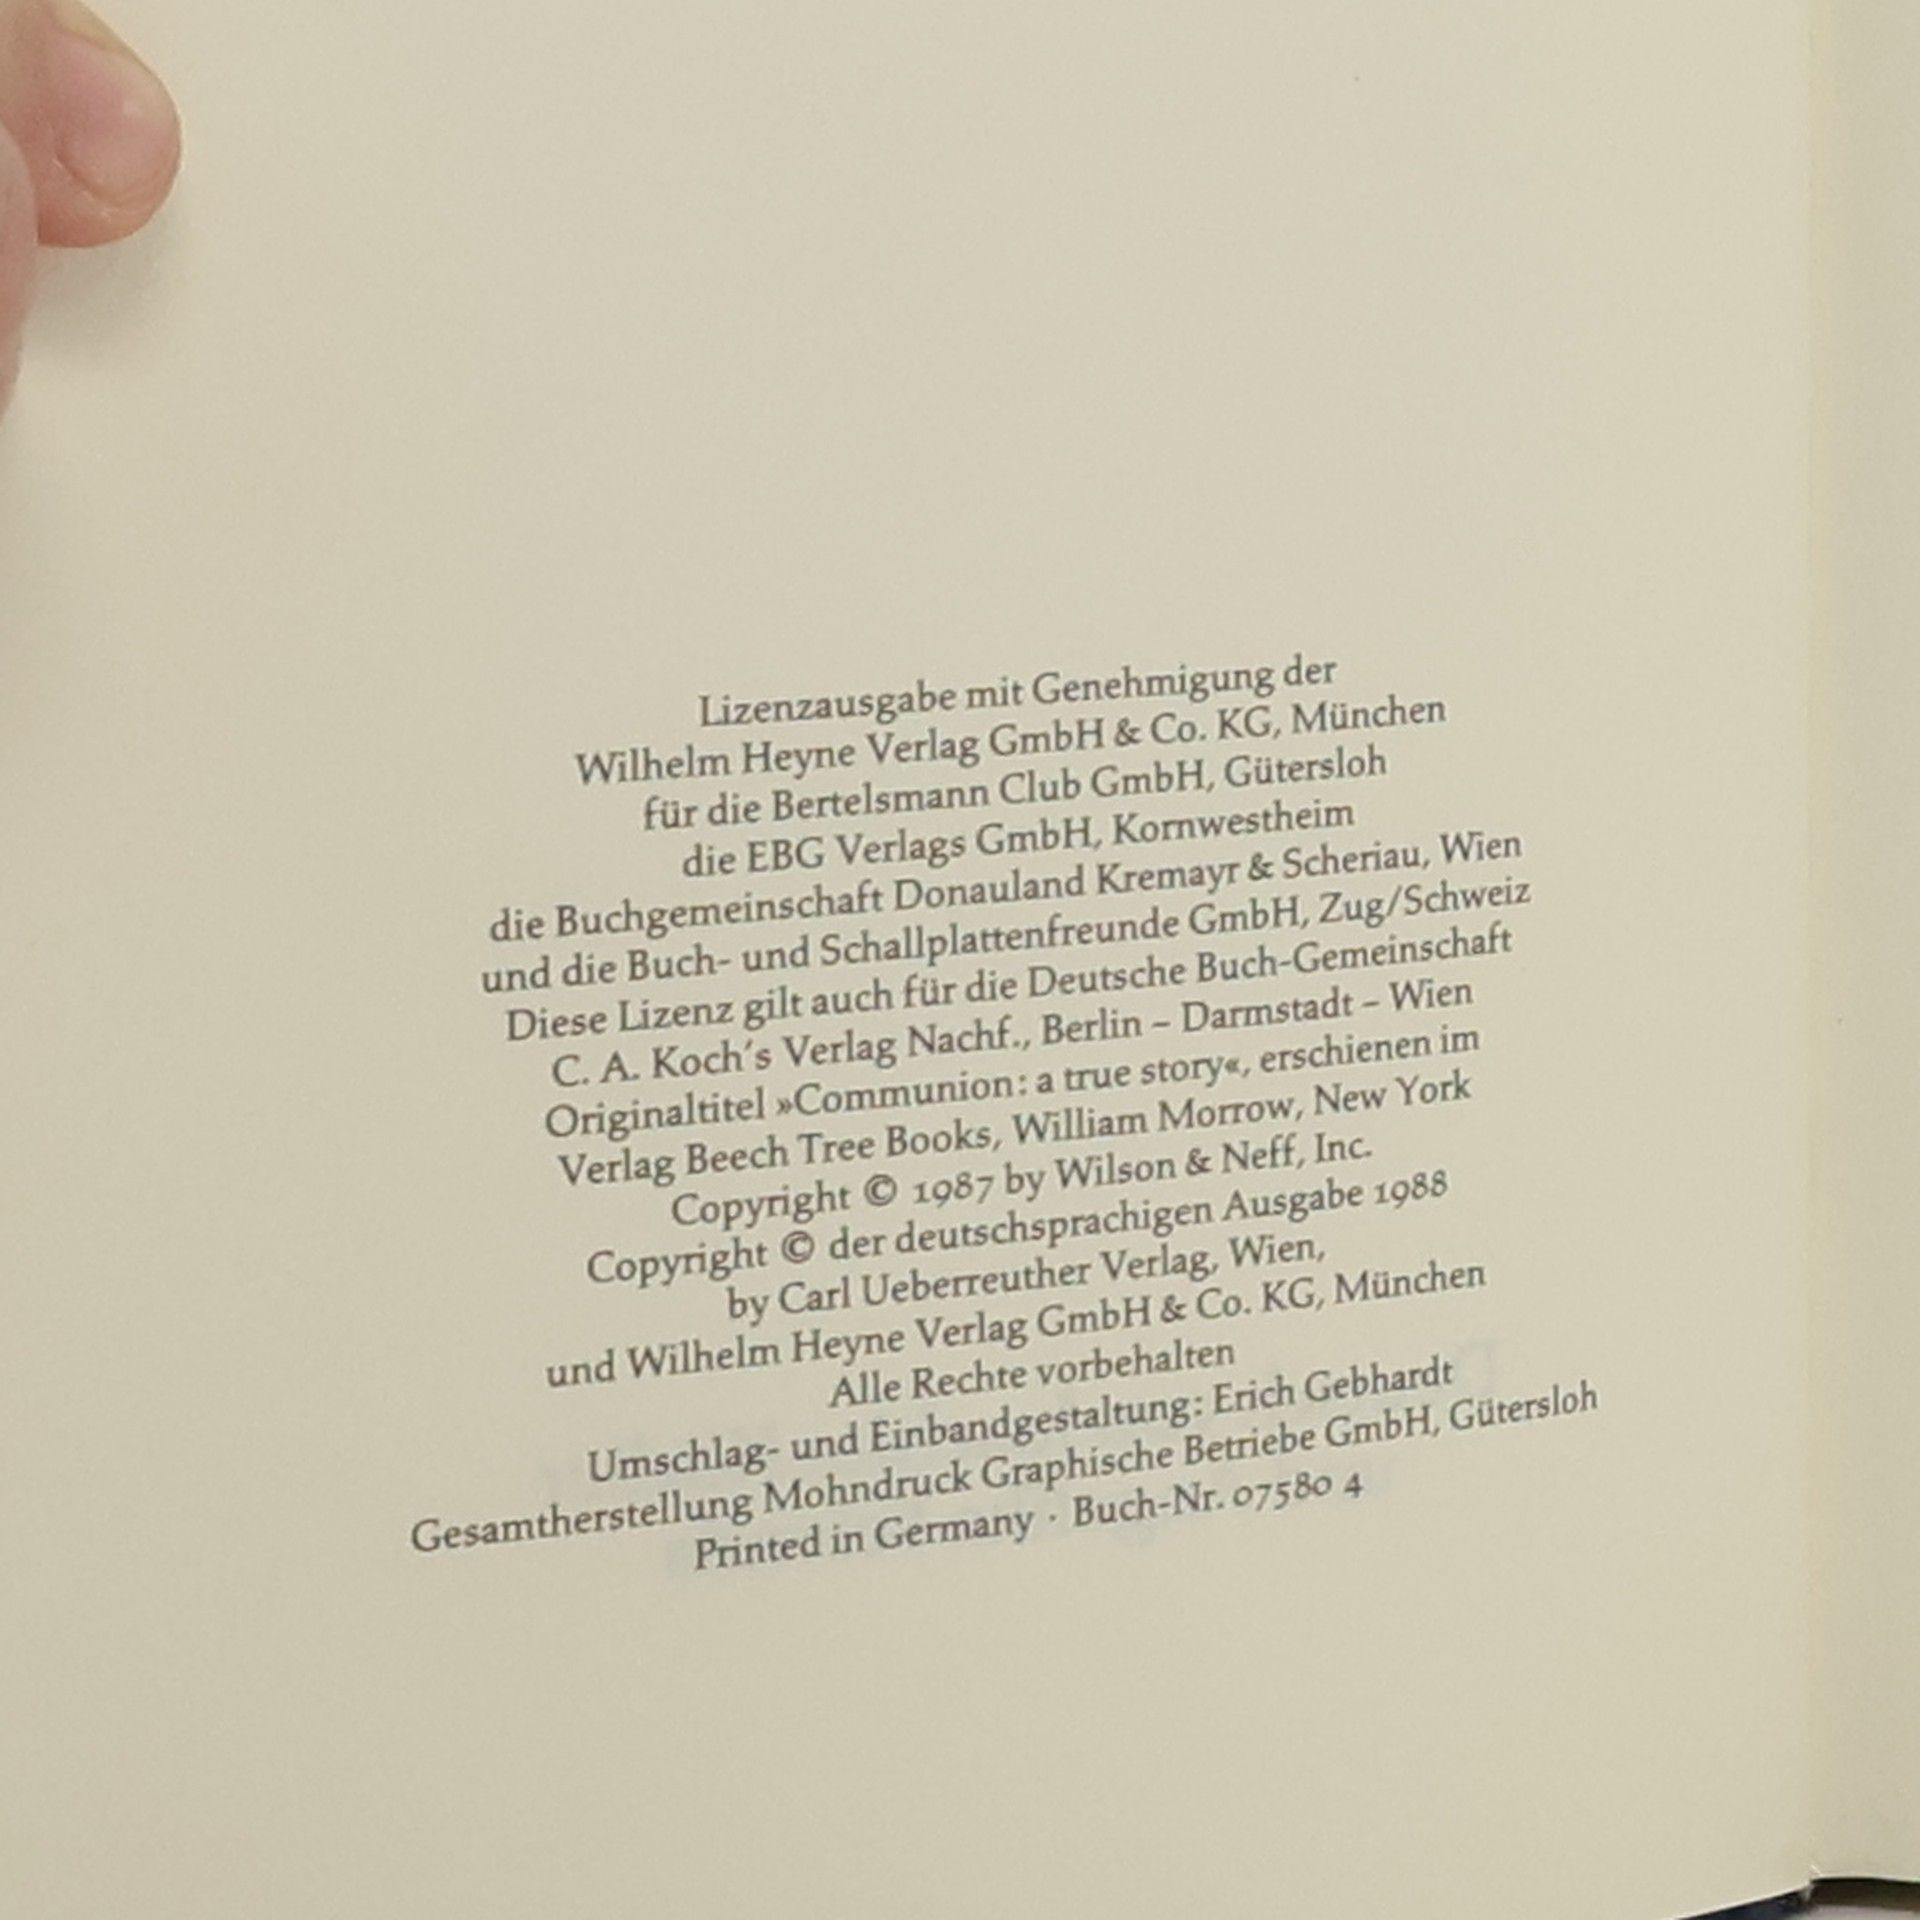 Lizenzausgabe mit Genehmigung der
Wilhelm Heyne Verlag GmbH & Co. KG, München
für die Bertelsmann Club GmbH, Gütersloh
die EBG Verlags GmbH, Kornwestheim
die Buchgemeinschaft Donauland Kremayr & Scheriau, Wien
und die Buch- und Schallplattenfreunde GmbH, Zug/Schweiz
Diese Lizenz gilt auch für die Deutsche Buch-Gemeinschaft
C. A. Koch's Verlag Nachf., Berlin – Darmstadt – Wien
Originaltitel »Communion: a true story«, erschienen im
Verlag Beech Tree Books, William Morrow, New York
Copyright © 1987 by Wilson & Neff, Inc.
Copyright © der deutschsprachigen Ausgabe 1988
by Carl Ueberreuther Verlag, Wien,
und Wilhelm Heyne Verlag GmbH & Co. KG, München
Alle Rechte vorbehalten
Umschlag- und Einbandgestaltung: Erich Gebhardt
Gesamtherstellung Mohndruck Graphische Betriebe GmbH, Gütersloh
Printed in Germany · Buch-Nr. 07580 4